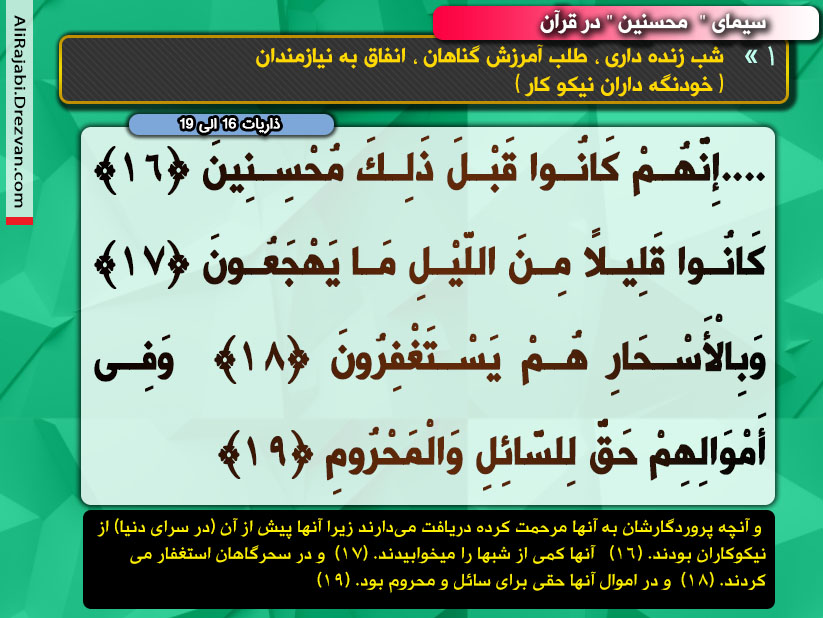 سیمای " محسنین " در قرآن
۱ » شب زنده داری ، طلب آمرزش گناهان ، انفاق به نیازمندان
( خودنگه داران نیکو کار )
ذاریات 16 الی 19
....إِنَّهُمْ كَانُوا قَبْلَ ذَلِكَ مُحْسِنِينَ ﴿١٦﴾
كَانُوا قَلِيلًا مِنَ اللَّيْلِ مَا يَهْجَعُونَ ﴿١٧﴾
وَبِالْأَسْحَارِ هُمْ يَسْتَغْفِرُونَ ﴿١٨﴾ وَفِي
أَمْوَالِهِمْ حَقٌّ لِلسَّائِلِ وَالْمَحْرُومِ ﴿١٩﴾
و آنچه پروردگارشان به آنها مرحمت کرده دریافت می‌دارند زیرا آنها پیش از آن (در سرای دنیا) از
نیکوکاران بودند. (۱۶) آنها کمی از شبها را میخوابیدند. (۱۷) و در سحرگاهان استغفار می
کردند. (۱۸) و در اموال آنها حقی برای سائل و محروم بود. (۱۹)
AliRajabi.Drezvan.com